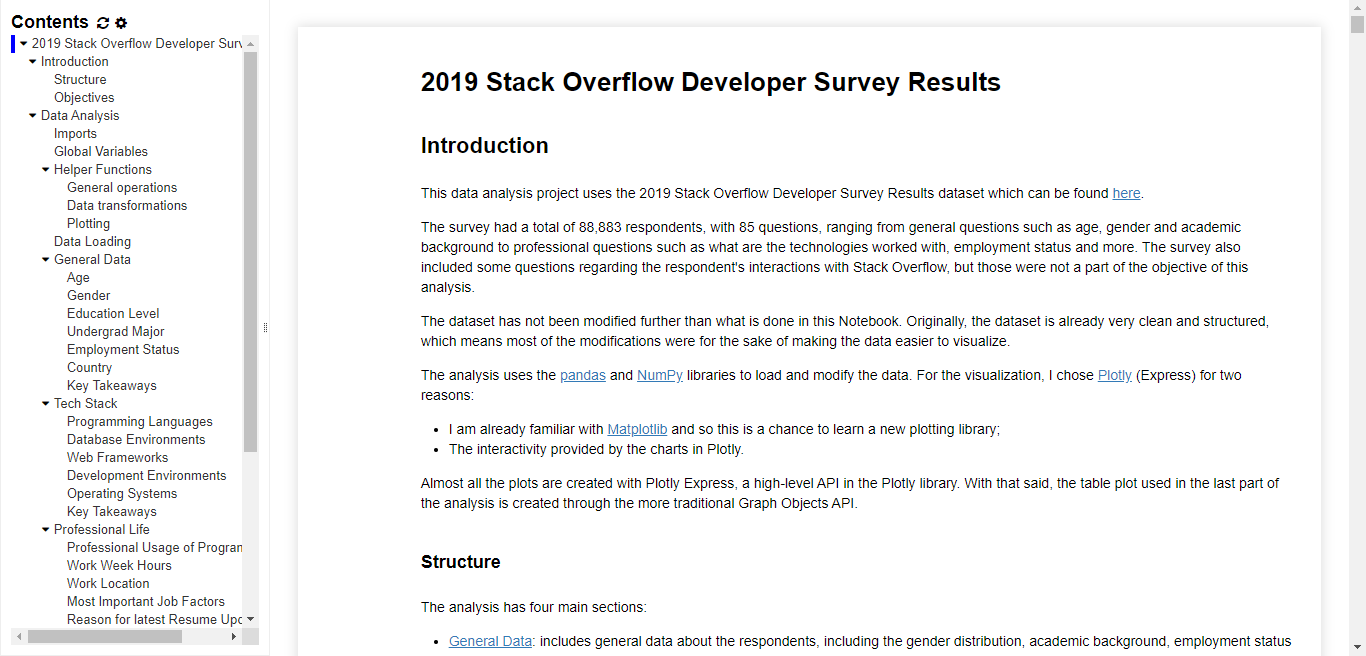 Contents
2019 Stack Overflow Developer Surv
Introduction
Structure
Objectives
Data Analysis
Imports
Global Variables
Helper Functions
General operations
Data transformations
Plotting
Data Loading
General Data
Age
Gender
Education Level
Undergrad Major
Employment Status
Country
Key Takeaways
Tech Stack
Programming Languages
Database Environments
Web Frameworks
Development Environments
Operating Systems
Key Takeaways
Professional Life
Professional Usage of Program
Work Week Hours
Work Location
Most Important Job Factors
Reason for latest Resume Upd
2019 Stack Overflow Developer Survey Results
Introduction
This data analysis project uses the 2019 Stack Overflow Developer Survey Results dataset which can be found here.
The survey had a total of 88,883 respondents, with 85 questions, ranging from general questions such as age, gender and academic
background to professional questions such as what are the technologies worked with, employment status and more. The survey also
included some questions regarding the respondent's interactions with Stack Overflow, but those were not a part of the objective of this
analysis.
The dataset has not been modified further than what is done in this Notebook. Originally, the dataset is already very clean and structured,
which means most of the modifications were for the sake of making the data easier to visualize.
The analysis uses the pandas and NumPy libraries to load and modify the data. For the visualization, I chose Plotly (Express) for two
reasons:
• I am already familiar with Matplotlib and so this is a chance to learn a new plotting library;
• The interactivity provided by the charts in Plotly.
Almost all the plots are created with Plotly Express, a high-level API in the Plotly library. With that said, the table plot used in the last part of
the analysis is created through the more traditional Graph Objects API.
Structure
The analysis has four main sections:
• General Data: includes general data about the respondents, including the gender distribution, academic background, employment status